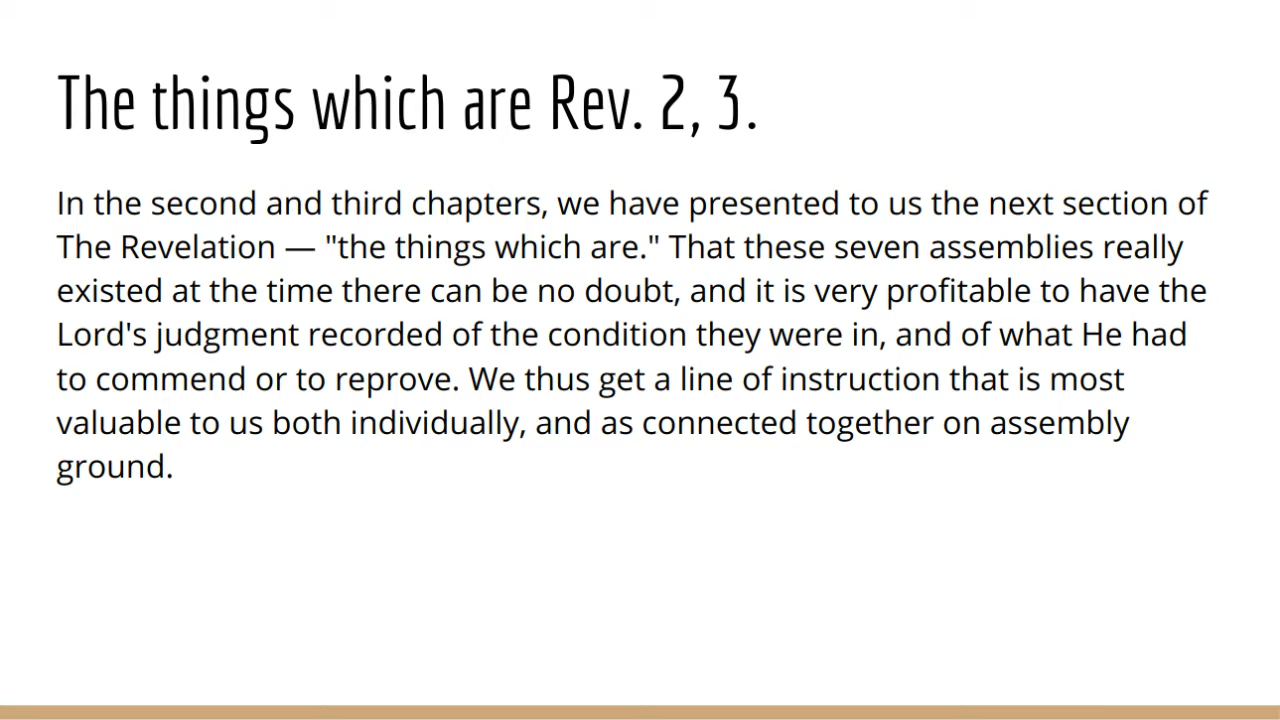 The things which are Rev. 2, 3.
In the second and third chapters, we have presented to us the next section of
The Revelation — "the things which are." That these seven assemblies really
existed at the time there can be no doubt, and it is very profitable to have the
Lord's judgment recorded of the condition they were in, and of what He had
to commend or to reprove. We thus get a line of instruction that is most
valuable to us both individually, and as connected together on assembly
ground.